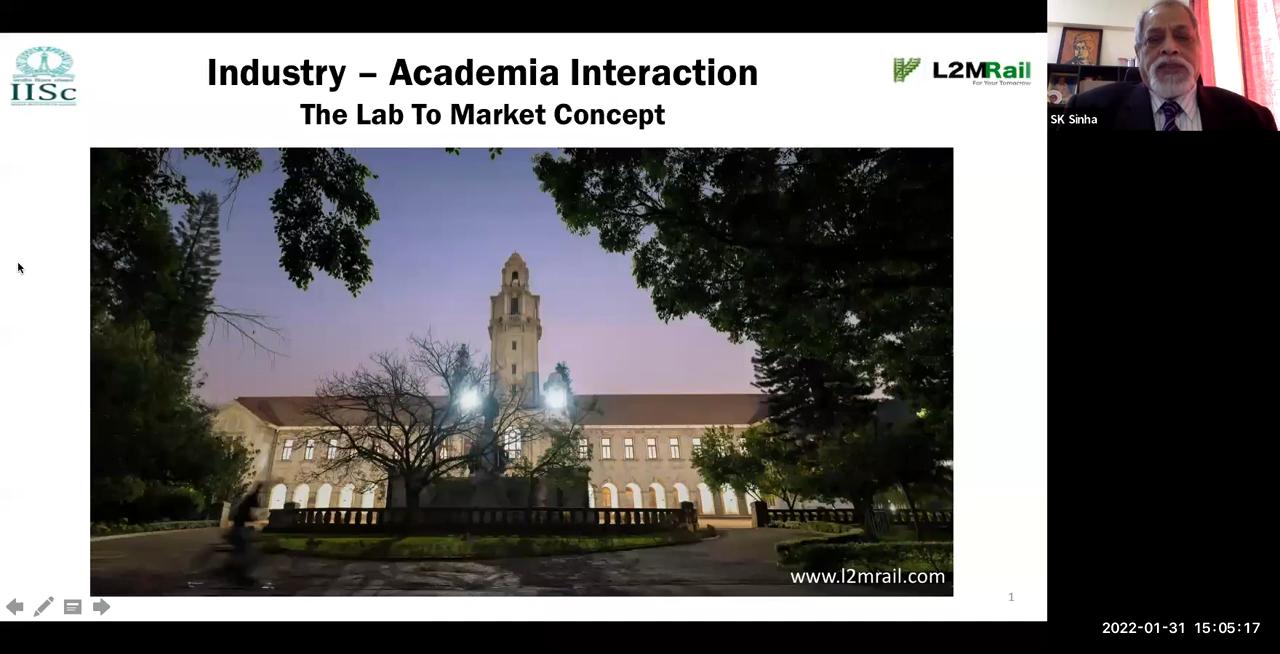 Industry – Academia Interaction
The Lab To Market Concept
IISc
L2MRail
For Your Tomorrow
SK Sinha
www.l2mrail.com
1
2022-01-31 15:05:17